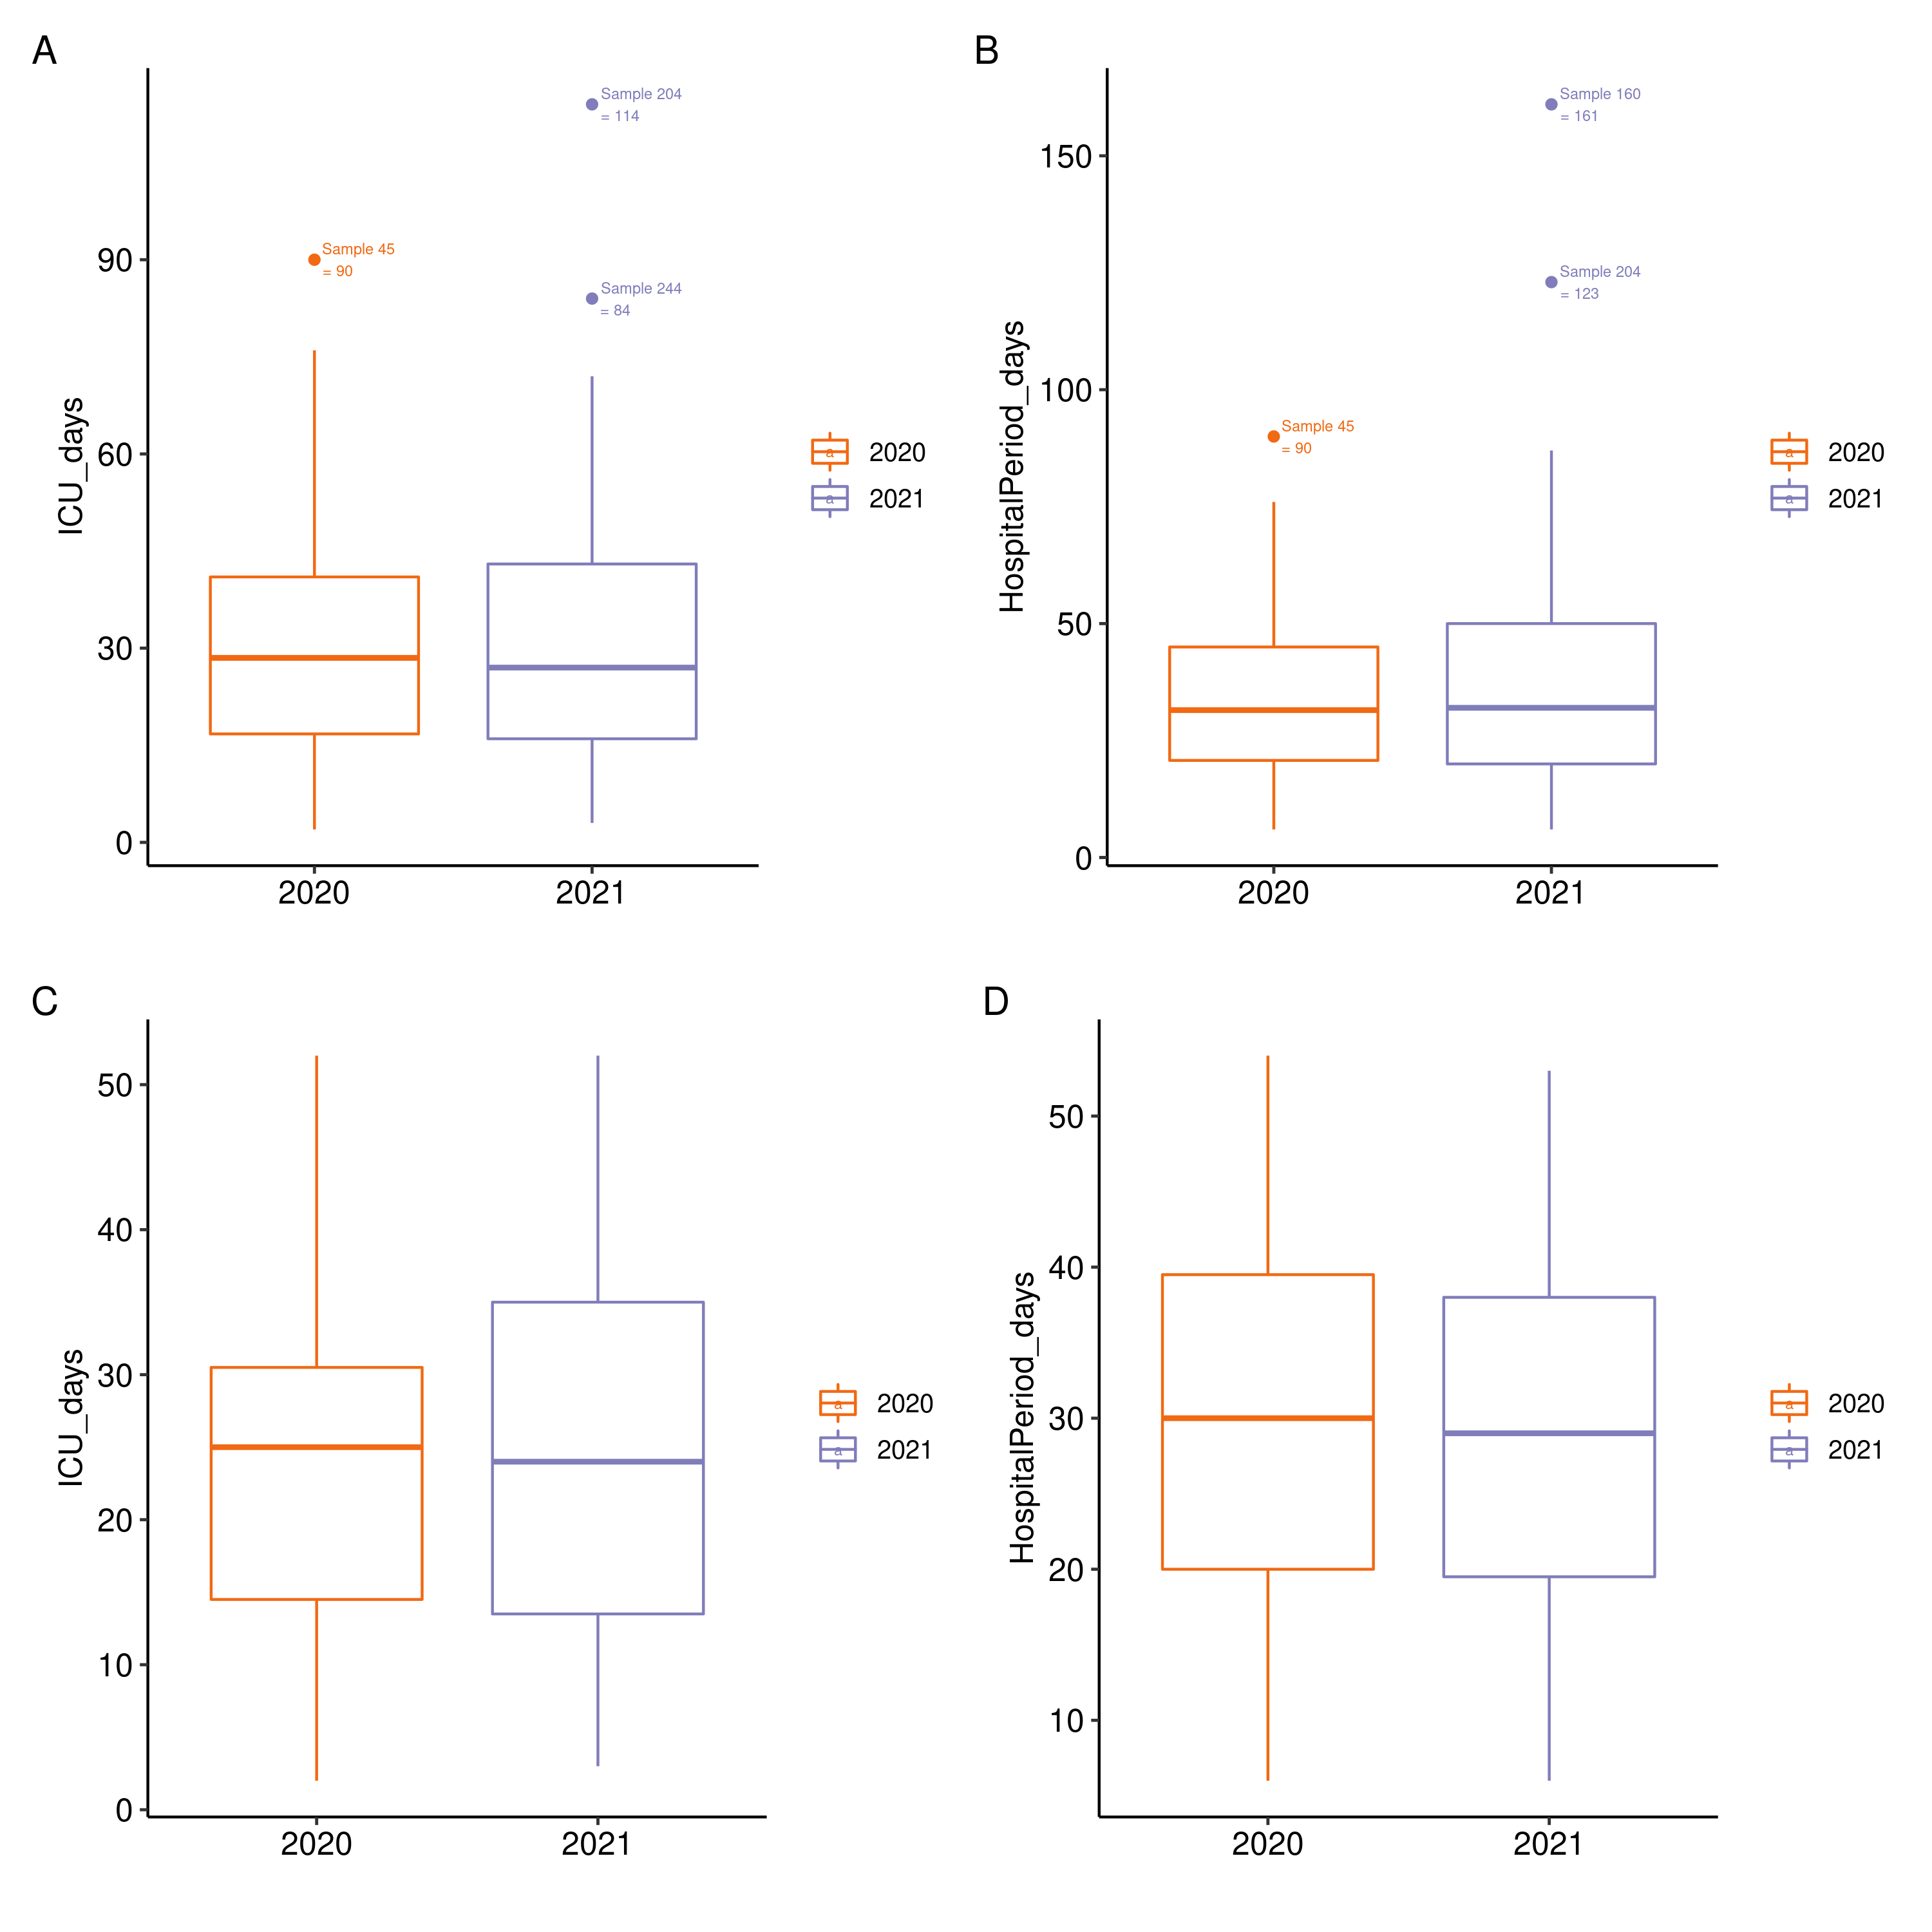 A
ICU_days
90
60
30
0
Sample 45
= 90
Sample 204
= 114
Sample 244
= 84
2020
2021
a 2020
a 2021
B
HospitalPeriod_days
150
100
50
0
Sample 45
= 90
Sample 160
= 161
Sample 204
= 123
2020
2021
a 2020
a 2021
C
ICU_days
50
40
30
20
10
0
2020
2021
a 2020
a 2021
D
HospitalPeriod_days
50
40
30
20
10
2020
2021
a 2020
a 2021